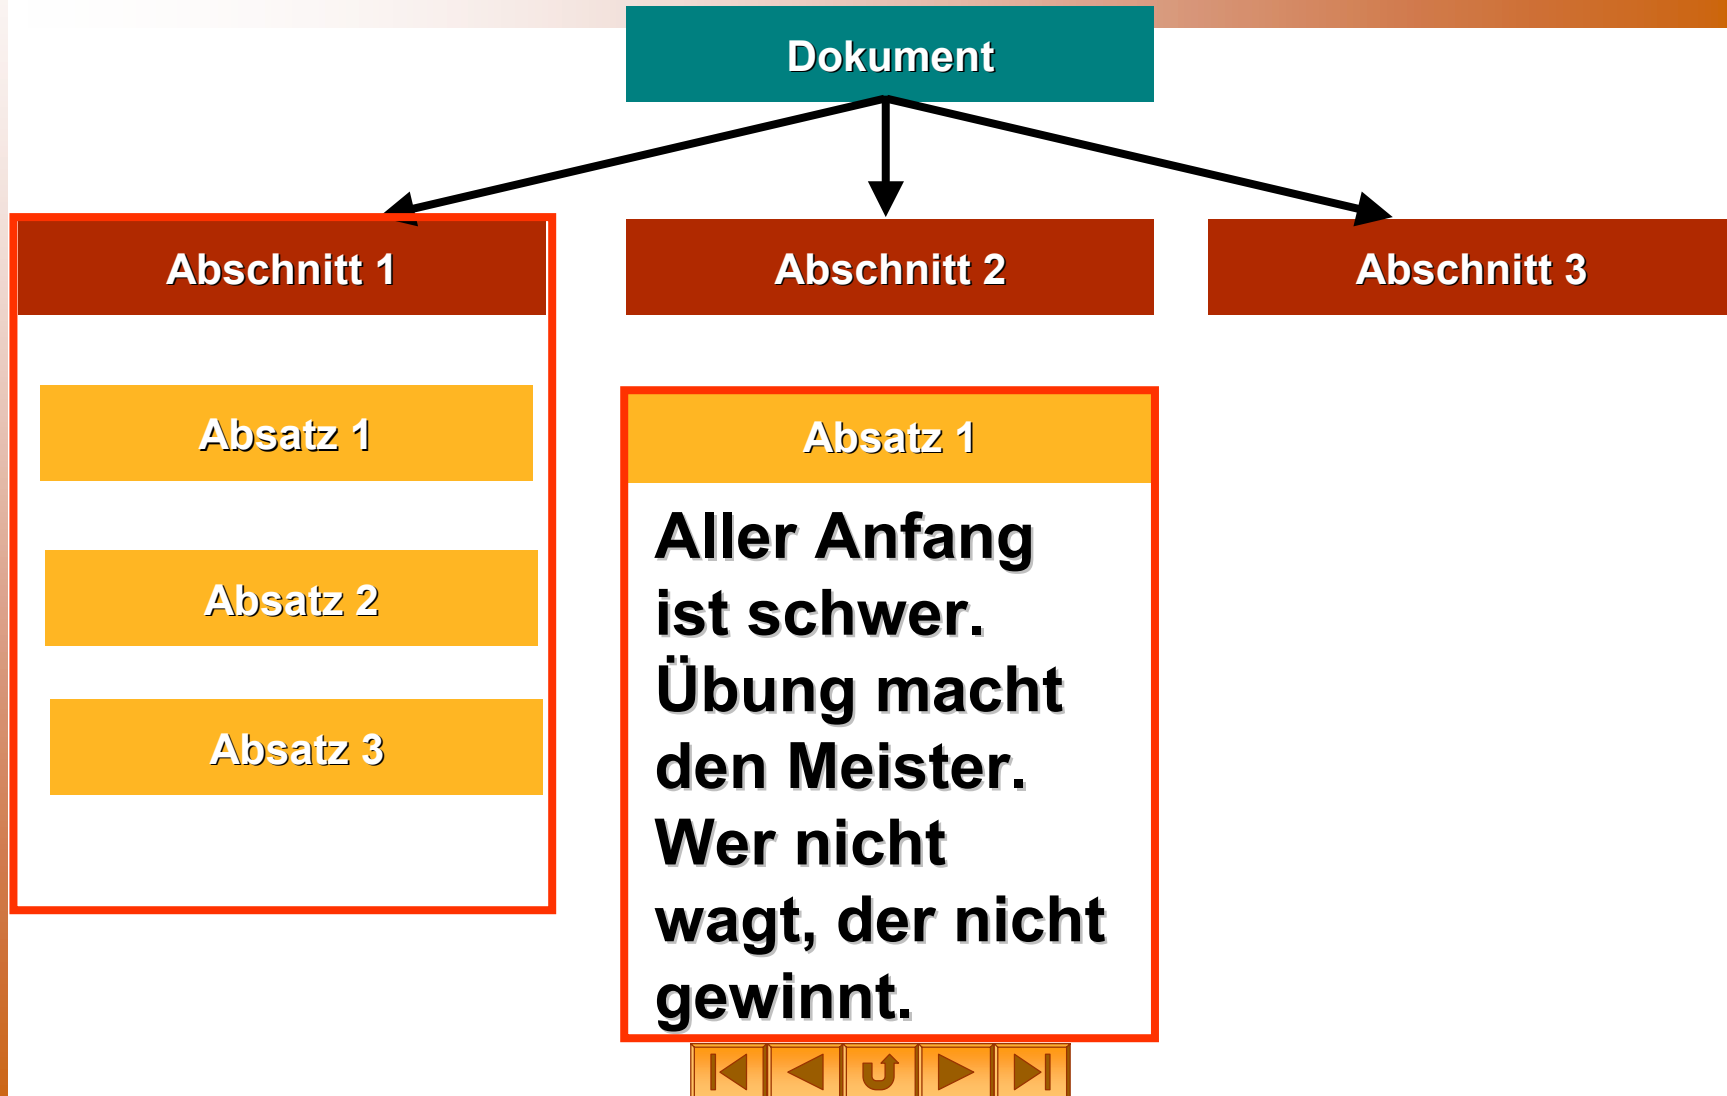 Dokument
Abschnitt 1
Abschnitt 2
Abschnitt 3
Absatz 1
Absatz 2
Absatz 3
Absatz 1
Aller Anfang
ist schwer.
Übung macht
den Meister.
Wer nicht
wagt, der nicht
gewinnt.